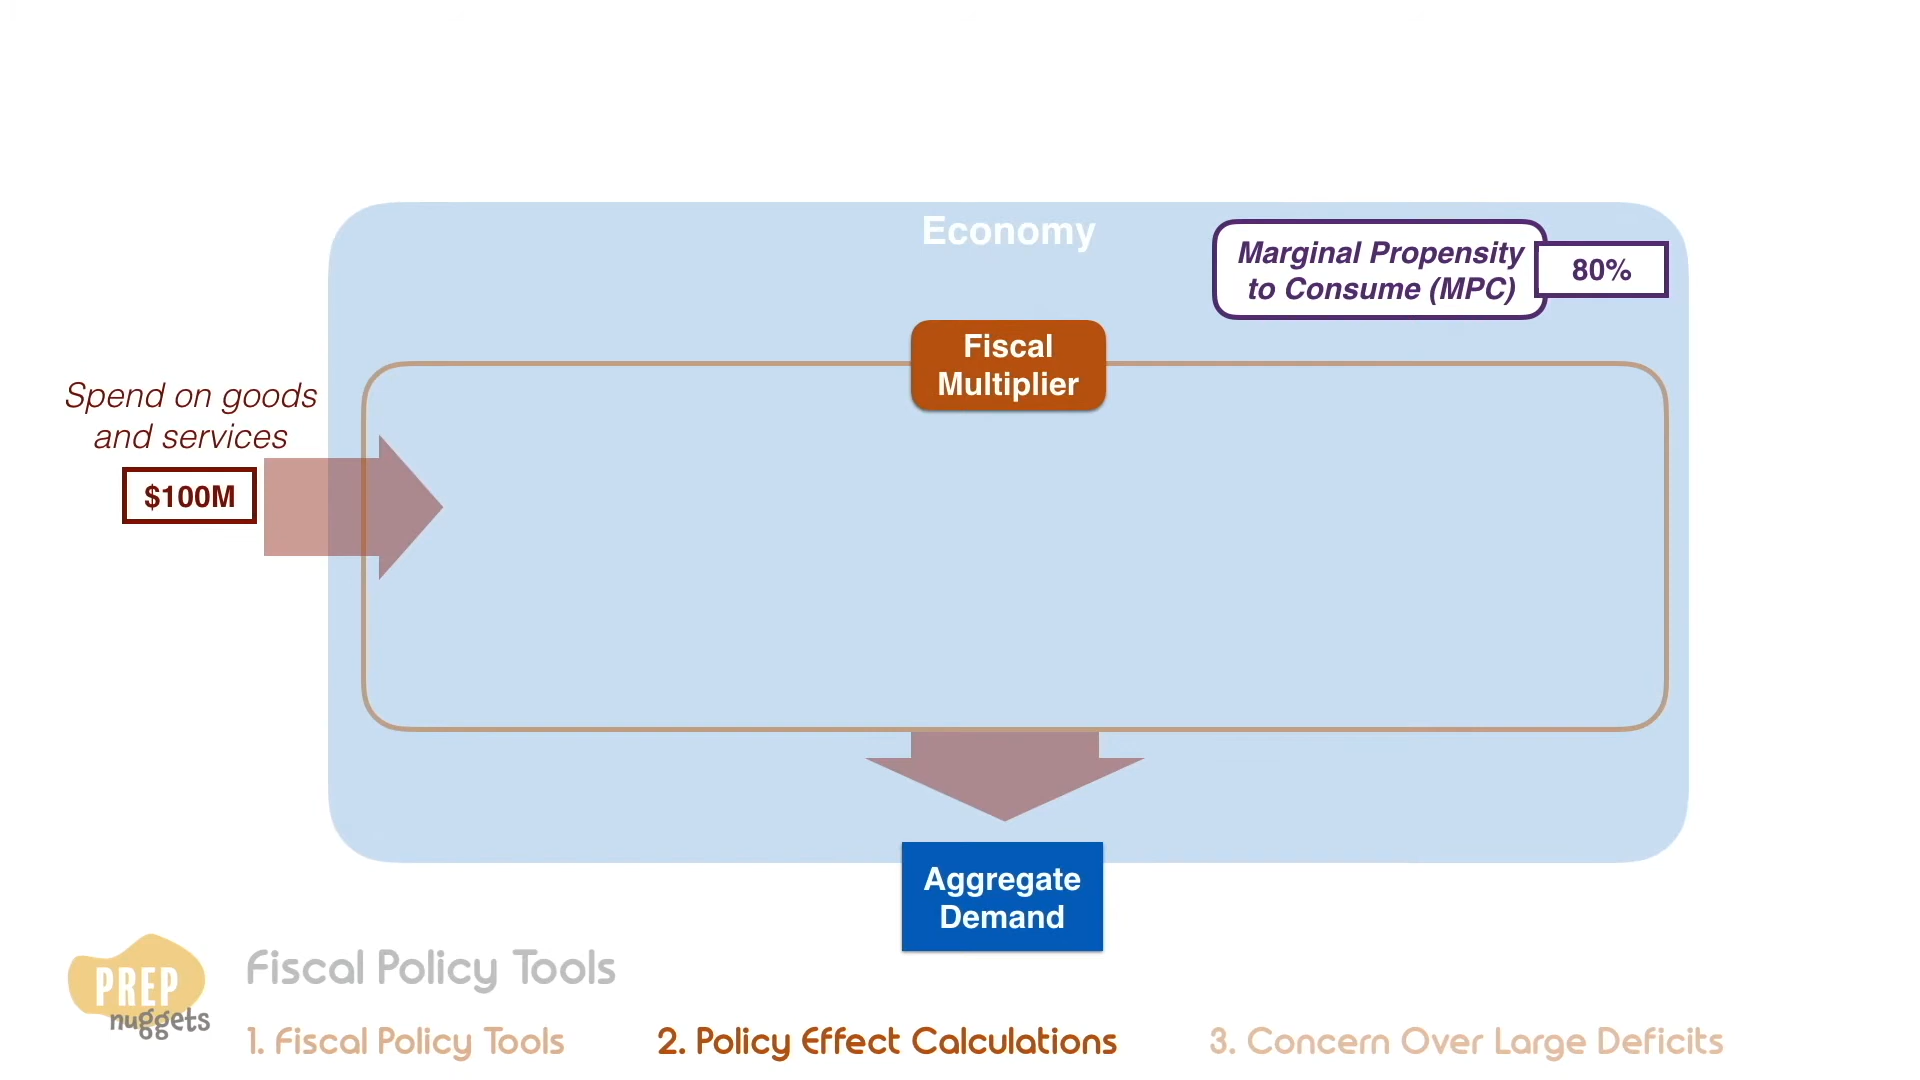 Economy
Marginal Propensity
to Consume (MPC)
80%
Fiscal
Multiplier
Spend on goods
and services
$100M
Aggregate
Demand
PREP
nuggets
Fiscal Policy Tools
1. Fiscal Policy Tools
2. Policy Effect Calculations
3. Concern Over Large Deficits